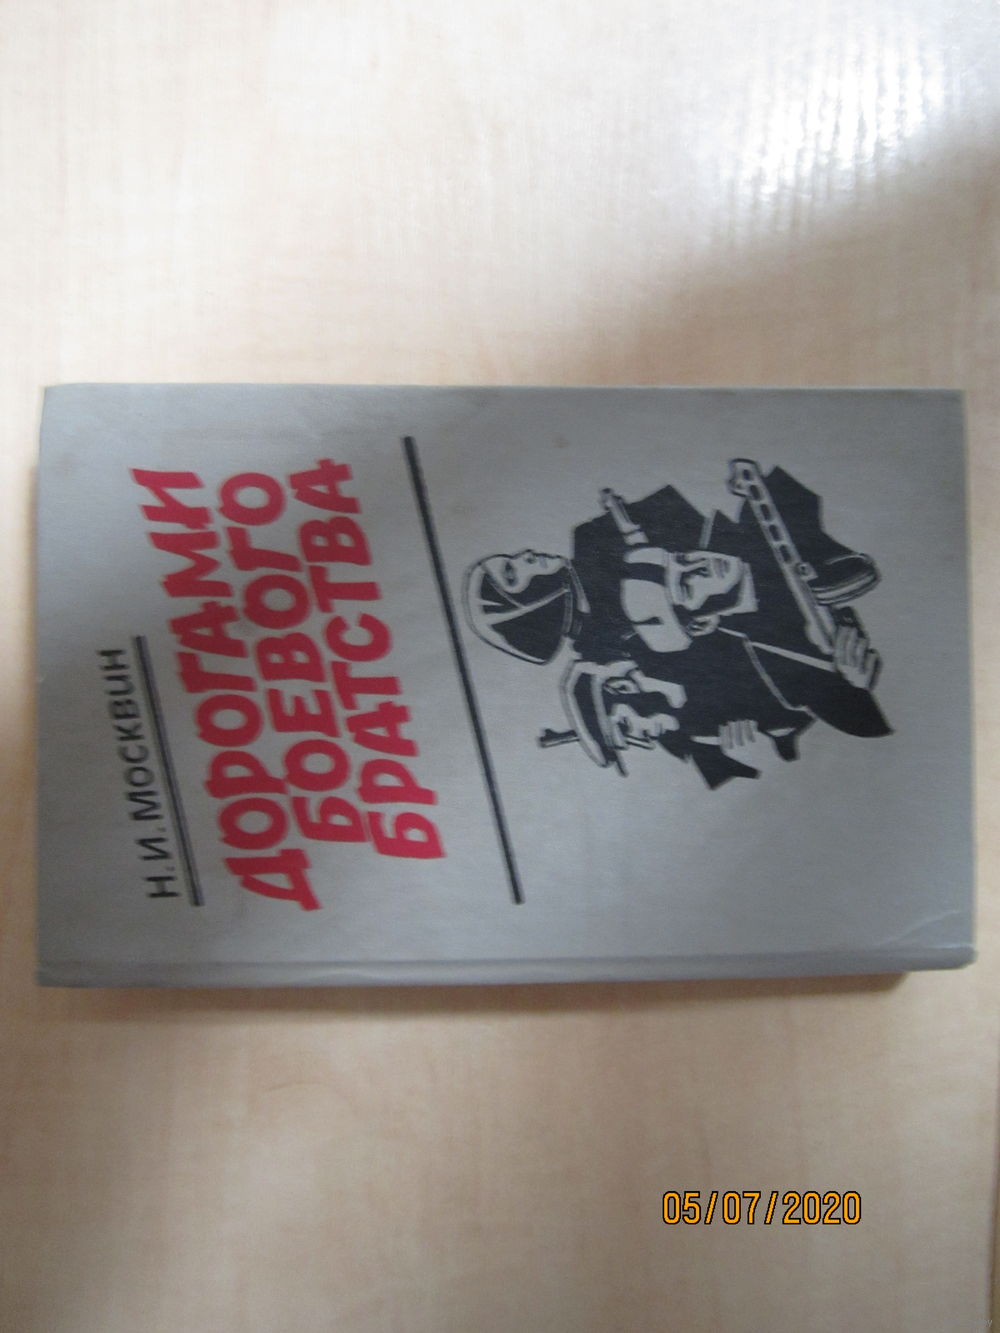 Н.И.МОСКВИН
ДОРОГАМИ
БОЕВОГО
БРАТСТВА
05/07/2020